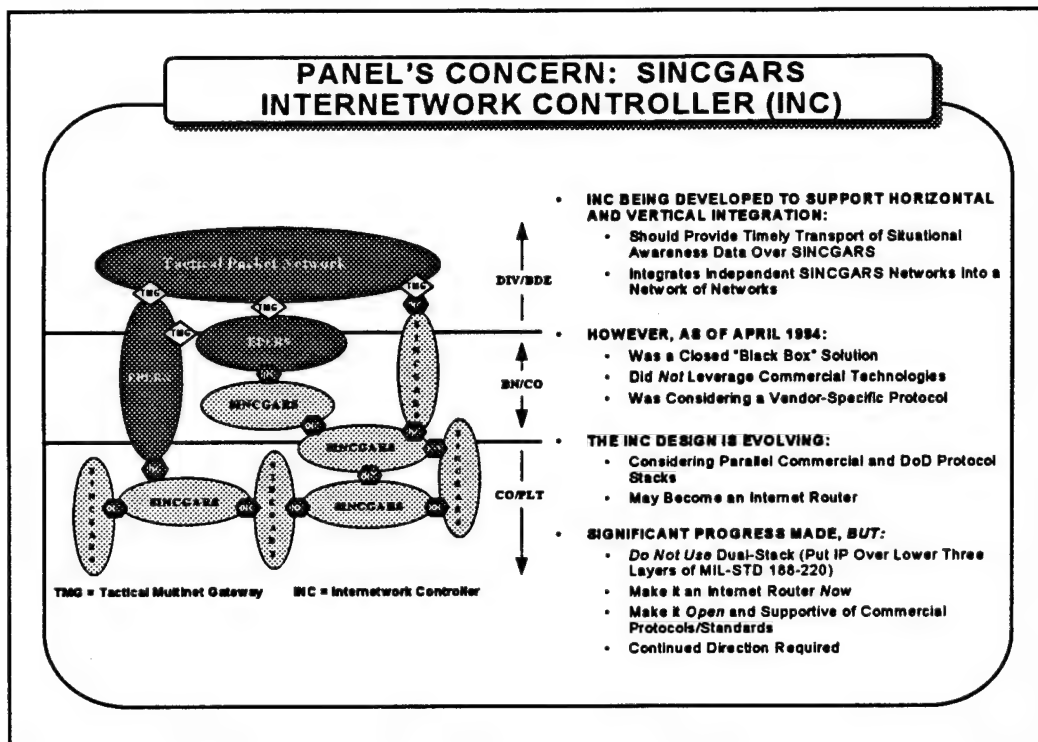 PANEL'S CONCERN: SINCGARS
INTERNETWORK CONTROLLER (INC)
Tactical Packet Network
TMG
TMG
TMG
TMG
INC
EPLRS
EPLRS
SINCGARS
INC
SINCGARS
INC
INC
SINCGARS
INC
SINCGARS
INC
INC
SINCGARS
INC
SINCGARS
INC
SINCGARS
INC
SINCGARS
INC
DIV/BDE
BN/CO
CO/PLT
TMG = Tactical Multinet Gateway
INC = Internetwork Controller
• INC BEING DEVELOPED TO SUPPORT HORIZONTAL
AND VERTICAL INTEGRATION:
• Should Provide Timely Transport of Situational
Awareness Data Over SINCGARS
• Integrates Independent SINCGARS Networks into a
Network of Networks
• HOWEVER, AS OF APRIL 1994:
• Was a Closed "Black Box" Solution
• Did Not Leverage Commercial Technologies
• Was Considering a Vendor-Specific Protocol
• THE INC DESIGN IS EVOLVING:
• Considering Parallel Commercial and DoD Protocol
Stacks
• May Become an Internet Router
• SIGNIFICANT PROGRESS MADE, BUT:
• Do Not Use Dual-Stack (Put IP Over Lower Three
Layers of MIL-STD 188-220)
• Make it an Internet Router Now
• Make it Open and Supportive of Commercial
Protocols/Standards
• Continued Direction Required